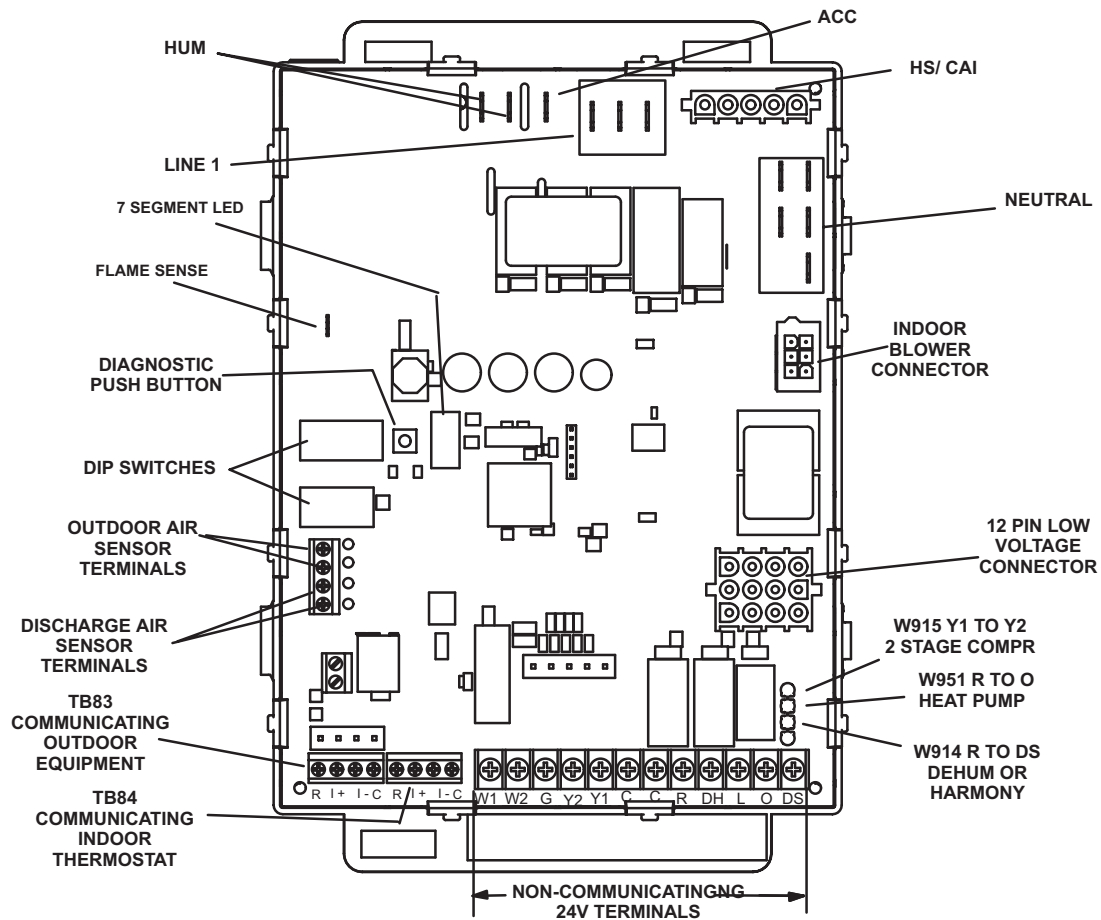 ACC
HUM
HS/ CAI
LINE 1
7 SEGMENT LED
NEUTRAL
FLAME SENSE
DIAGNOSTIC
PUSH BUTTON
INDOOR
BLOWER
CONNECTOR
DIP SWITCHES
OUTDOOR AIR
SENSOR
TERMINALS
12 PIN LOW
VOLTAGE
CONNECTOR
DISCHARGE AIR
SENSOR
TERMINALS
W915 Y1 TO Y2
2 STAGE COMPR
W951 R TO O
HEAT PUMP
W914 R TO DS
DEHUM OR
HARMONY
TB83
COMMUNICATING
OUTDOOR
EQUIPMENT
TB84
COMMUNICATING
INDOOR
THERMOSTAT
R I + I - C R I + I - C W1 W2 G Y2 Y1 C C R DH L O DS
NON-COMMUNICATINGNG
24V TERMINALS